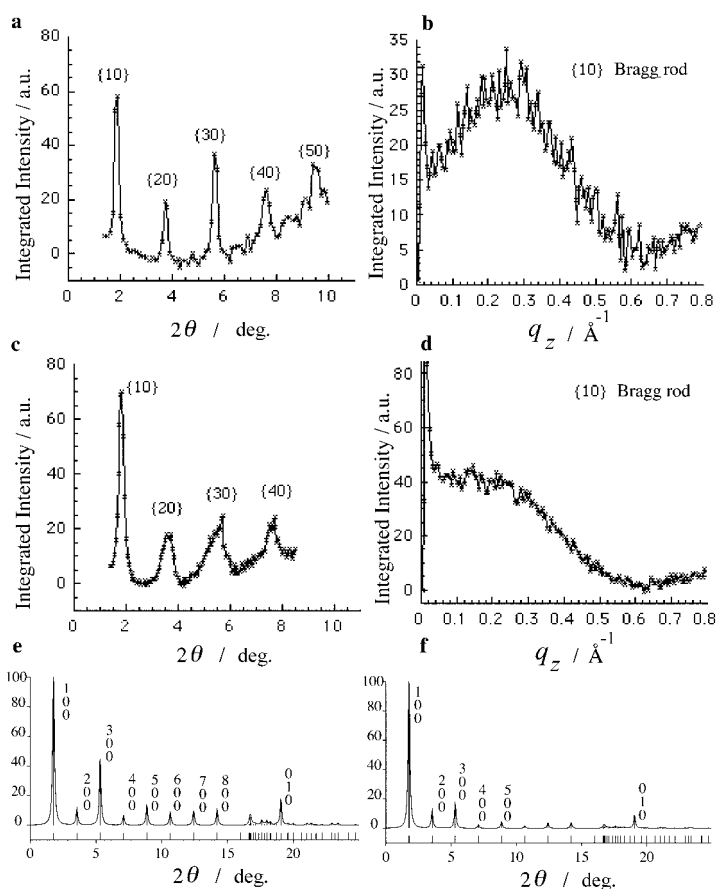 a
Integrated Intensity / a.u.
80
60
40
20
0
{10}
{20}
{30}
{40}
{50}
0 2 4 6 8 10
2θ / deg.
b
Integrated Intensity / a.u.
35
30
25
20
15
10
5
0
{10} Bragg rod
0 0.1 0.2 0.3 0.4 0.5 0.6 0.7 0.8
q_z / Å⁻¹
c
Integrated Intensity / a.u.
80
60
40
20
0
{10}
{20}
{30}
{40}
0 2 4 6 8 10
2θ / deg.
d
Integrated Intensity / a.u.
80
60
40
20
0
{10} Bragg rod
0 0.1 0.2 0.3 0.4 0.5 0.6 0.7 0.8
q_z / Å⁻¹
e
100
80
60
40
20
0
100
200
300
400
500
600
700
800
010
0 5 10 15 20
2θ / deg.
f
100
80
60
40
20
0
100
200
300
400
500
010
0 5 10 15 20
2θ / deg.